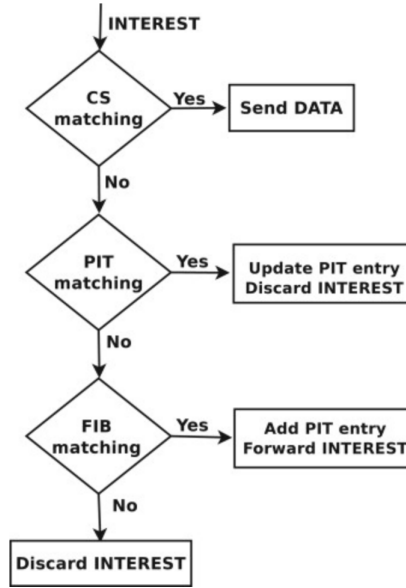 INTEREST
CS
matching
Yes
Send DATA
No
PIT
matching
Yes
Update PIT entry
Discard INTEREST
No
FIB
matching
Yes
Add PIT entry
Forward INTEREST
No
Discard INTEREST